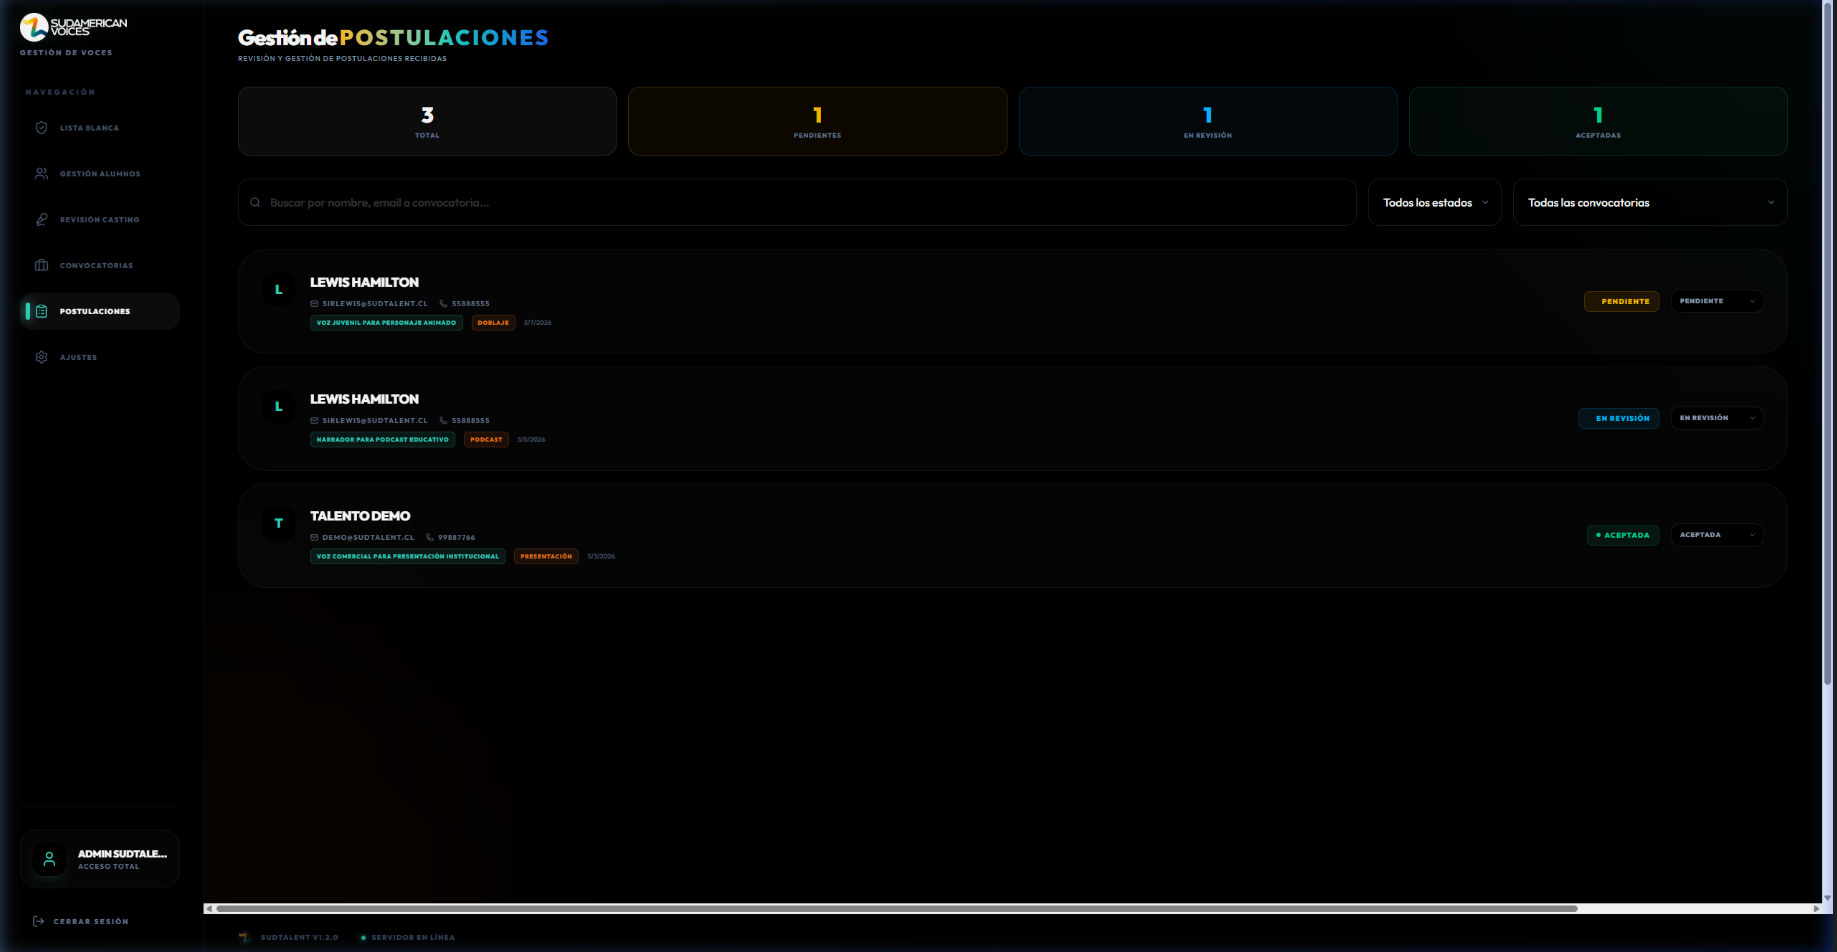 SUDAMERICAN
VOICES
GESTIÓN DE VOCES
NAVEGACIÓN
LISTA BLANCA
GESTIÓN ALUMNOS
REVISIÓN CASTING
CONVOCATORIAS
POSTULACIONES
AJUSTES
ADMIN SUDTALE...
ACCESO TOTAL
CERRAR SESIÓN
Gestión de POSTULACIONES
REVISIÓN Y GESTIÓN DE POSTULACIONES RECIBIDAS
3
TOTAL
1
PENDIENTES
1
EN REVISIÓN
1
ACEPTADAS
Buscar por nombre, email o convocatoria...
Todos los estados
Todas las convocatorias
L
LEWIS HAMILTON
SIRLEWIS@SUDTALENT.CL 55888555
VOZ JUVENIL PARA PERSONAJE ANIMADO DOBLAJE 5/7/2026
PENDIENTE PENDIENTE
L
LEWIS HAMILTON
SIRLEWIS@SUDTALENT.CL 55888555
NARRADOR PARA PODCAST EDUCATIVO PODCAST 5/5/2026
EN REVISIÓN EN REVISIÓN
T
TALENTO DEMO
DEMO@SUDTALENT.CL 99887766
VOZ COMERCIAL PARA PRESENTACIÓN INSTITUCIONAL PRESENTACIÓN 5/3/2026
ACEPTADA ACEPTADA
SUDTALENT V1.2.0 SERVIDOR EN LÍNEA